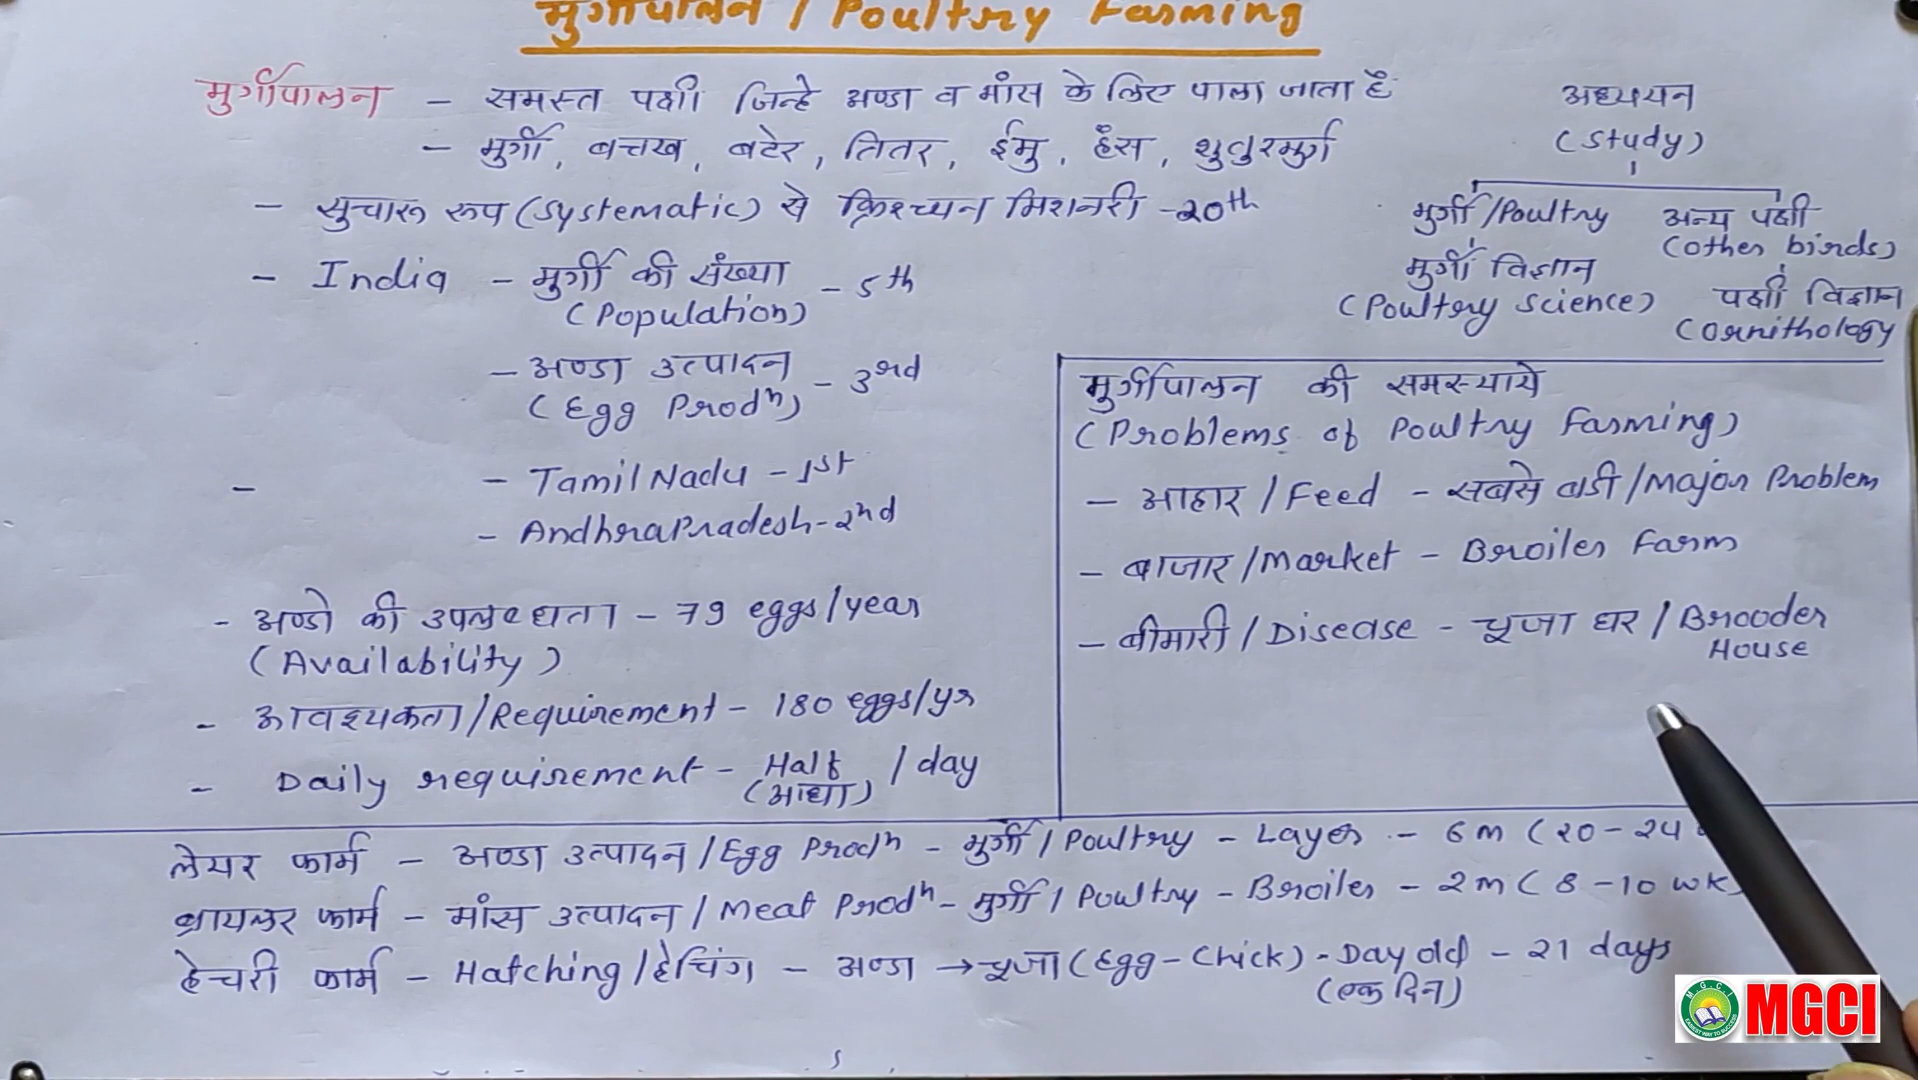 मुर्गीपालन / Poultry Farming
मुर्गीपालन - समस्त पक्षी जिन्हे अण्डा व मांस के लिए पाला जाता है
- मुर्गी, बत्तख, बटेर, तितर, ईमु, हंस, शुतुरमुर्ग
- सुचारू रूप (Systematic) से क्रिश्च्यन मिशनरी - 20th
- India - मुर्गी की संख्या - 5th
(Population)
- अण्डा उत्पादन - 3rd
(Egg Prodn)
- - Tamil Nadu - 1st
- Andhra Pradesh - 2nd
- अण्डो की उपलब्धता - 79 eggs/year
(Availability)
- आवश्यकता/Requirement - 180 eggs/yr
- Daily requirement - Half /day
(आधा)
अध्ययन
(Study)
मुर्गी/Poultry अन्य पक्षी
(other birds)
मुर्गी विज्ञान
(Poultry Science) पक्षी विज्ञान
(Ornithology
मुर्गीपालन की समस्याये
(Problems of Poultry Farming)
- आहार / Feed - सबसे बडी / Major Problem
- बाजार / Market - Broiler Farm
- बीमारी / Disease - चूजा घर / Brooder
House
लेयर फार्म - अण्डा उत्पादन / Egg Prodn - मुर्गी / Poultry - Layer - 6 m (20-24
ब्रायलर फार्म - मांस उत्पादन / Meat Prodn - मुर्गी / Poultry - Broiler - 2 m (8-10 wk)
हेचरी फार्म - Hatching / हेचिंग - अण्डा → चूजा (Egg - Chick) - Day old - 21 days
(एक दिन)
M.G.C.I
MGCI